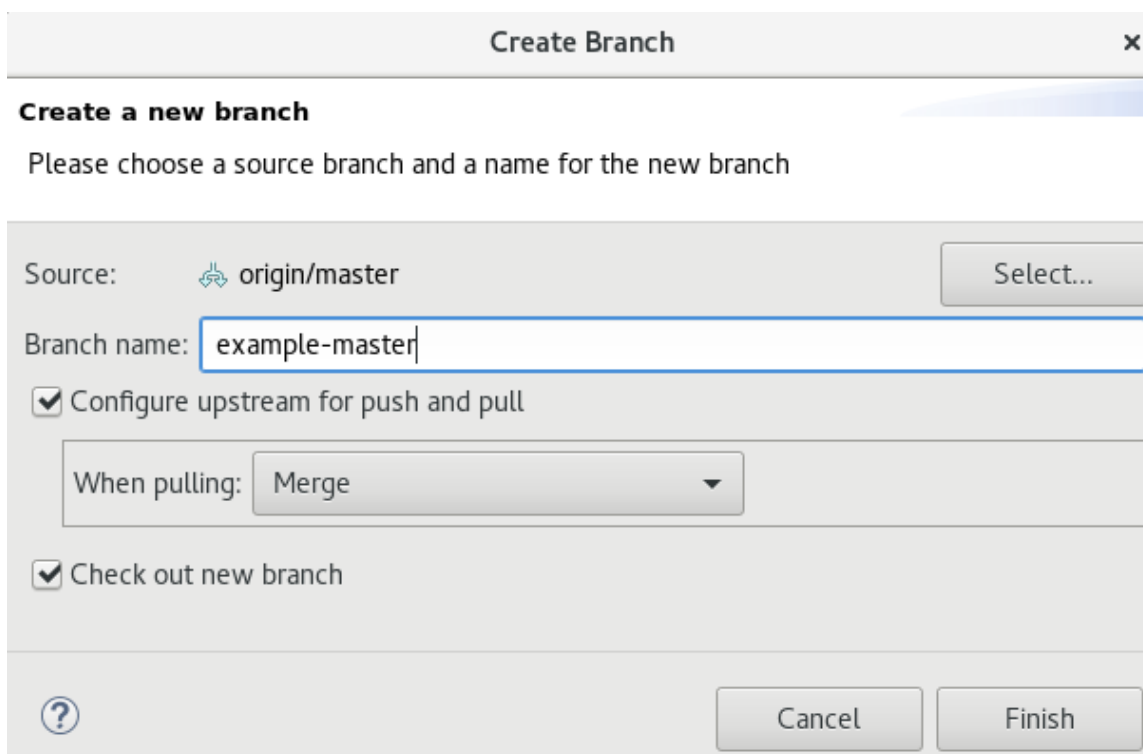 Create Branch ×
Create a new branch
Please choose a source branch and a name for the new branch
Source: origin/master Select...
Branch name: example-master
Configure upstream for push and pull
When pulling: Merge
Check out new branch
? Cancel Finish